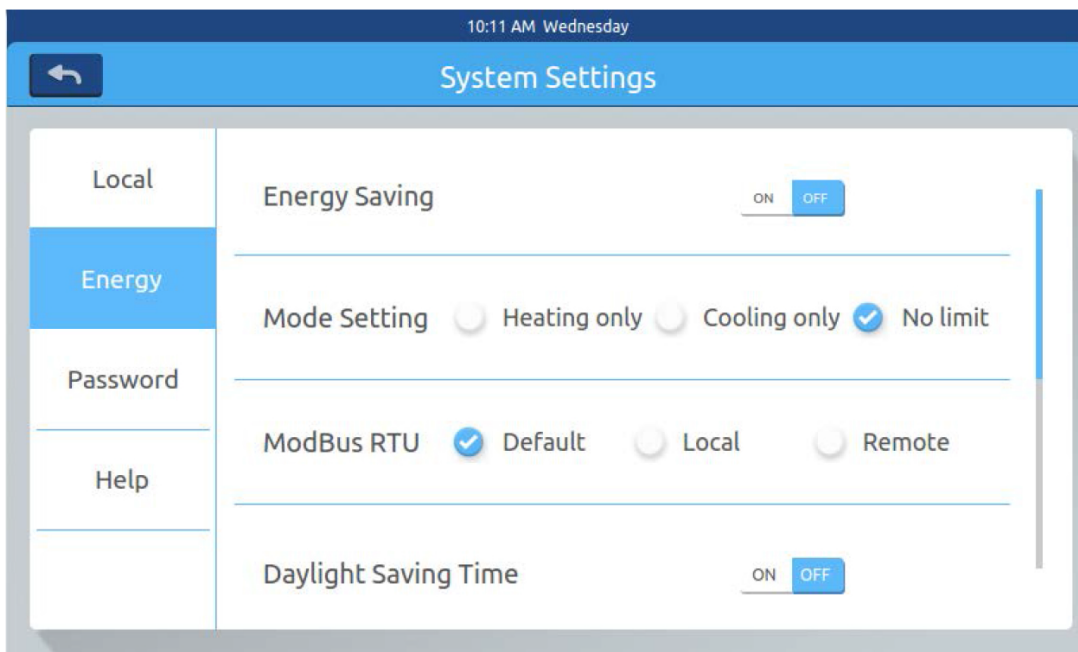 10:11 AM Wednesday
System Settings
Local
Energy
Password
Help
Energy Saving ON OFF
Mode Setting Heating only Cooling only No limit
ModBus RTU Default Local Remote
Daylight Saving Time ON OFF